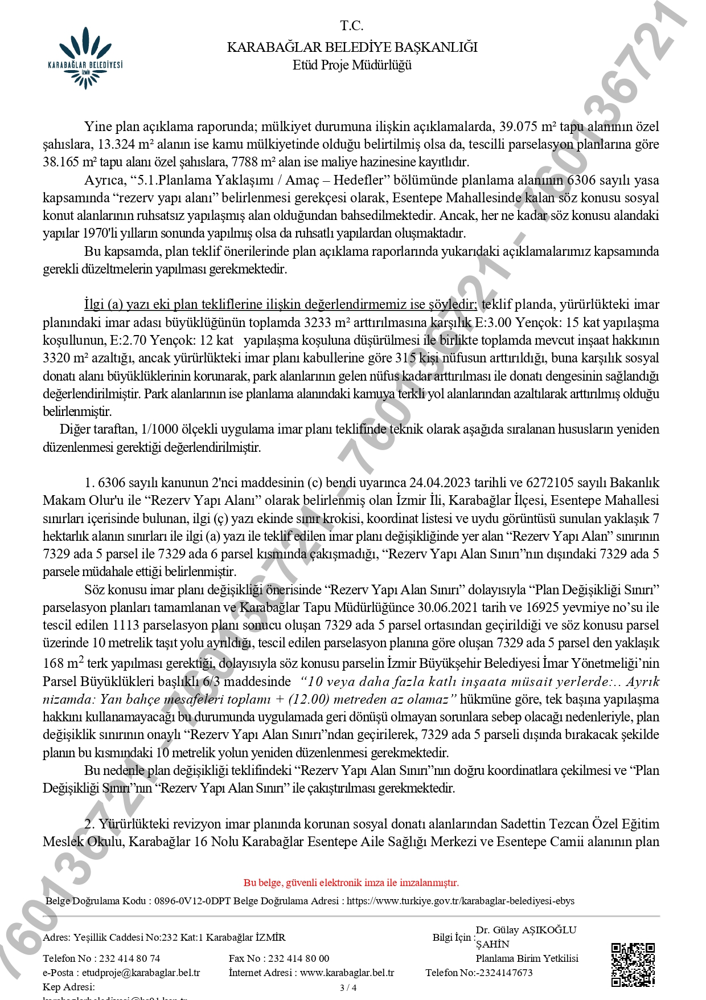 T.C.
KARABAĞLAR BELEDİYE BAŞKANLIĞI
Etüd Proje Müdürlüğü
KARABAĞLAR BELEDİYESİ
İZMİR
Yine plan açıklama raporunda; mülkiyet durumuna ilişkin açıklamalarda, 39.075 m² tapu alanının özel
şahıslara, 13.324 m² alanın ise kamu mülkiyetinde olduğu belirtilmiş olsa da, tescilli parselasyon planlarına göre
38.165 m² tapu alanı özel şahıslara, 7788 m² alan ise maliye hazinesine kayıtlıdır.
Ayrıca, “5.1.Planlama Yaklaşımı / Amaç – Hedefler” bölümünde planlama alanının 6306 sayılı yasa
kapsamında “rezerv yapı alanı” belirlenmesi gerekçesi olarak, Esentepe Mahallesinde kalan söz konusu sosyal
konut alanlarının ruhsatsız yapılaşmış alan olduğundan bahsedilmektedir. Ancak, her ne kadar söz konusu alandaki
yapılar 1970'li yılların sonunda yapılmış olsa da ruhsatlı yapılardan oluşmaktadır.
Bu kapsamda, plan teklif önerilerinde plan açıklama raporlarında yukarıdaki açıklamalarımız kapsamında
gerekli düzeltmelerin yapılması gerekmektedir.
İlgi (a) yazı eki plan tekliflerine ilişkin değerlendirmemiz ise şöyledir; teklif planda, yürürlükteki imar
planındaki imar adası büyüklüğünün toplamda 3233 m² arttırılmasına karşılık E:3.00 Yençok: 15 kat yapılaşma
koşullunun, E:2.70 Yençok: 12 kat yapılaşma koşuluna düşürülmesi ile birlikte toplamda mevcut inşaat hakkının
3320 m² azaltığı, ancak yürürlükteki imar planı kabullerine göre 315 kişi nüfusun arttırıldığı, buna karşılık sosyal
donatı alanı büyüklüklerinin korunarak, park alanlarının gelen nüfus kadar arttırılması ile donatı dengesinin sağlandığı
değerlendirilmiştir. Park alanlarının ise planlama alanındaki kamuya terkli yol alanlarından azaltılarak arttırılmış olduğu
belirlenmiştir.
Diğer taraftan, 1/1000 ölçekli uygulama imar planı teklifinde teknik olarak aşağıda sıralanan hususların yeniden
düzenlenmesi gerektiği değerlendirilmiştir.
1. 6306 sayılı kanunun 2'nci maddesinin (c) bendi uyarınca 24.04.2023 tarihli ve 6272105 sayılı Bakanlık
Makam Olur'u ile “Rezerv Yapı Alanı” olarak belirlenmiş olan İzmir İli, Karabağlar İlçesi, Esentepe Mahallesi
sınırları içerisinde bulunan, ilgi (ç) yazı ekinde sınır krokisi, koordinat listesi ve uydu görüntüsü sunulan yaklaşık 7
hektarlık alanın sınırları ile ilgi (a) yazı ile teklif edilen imar planı değişikliğinde yer alan “Rezerv Yapı Alan” sınırının
7329 ada 5 parsel ile 7329 ada 6 parsel kısmında çakışmadığı, “Rezerv Yapı Alan Sınırı”nın dışındaki 7329 ada 5
parsele müdahale ettiği belirlenmiştir.
Söz konusu imar planı değişikliği önerisinde “Rezerv Yapı Alan Sınırı” dolayısıyla “Plan Değişikliği Sınırı”
parselasyon planları tamamlanan ve Karabağlar Tapu Müdürlüğünce 30.06.2021 tarih ve 16925 yevmiye no’su ile
tescil edilen 1113 parselasyon planı sonucu oluşan 7329 ada 5 parsel ortasından geçirildiği ve söz konusu parsel
üzerinde 10 metrelik taşıt yolu ayrıldığı, tescil edilen parselasyon planına göre oluşan 7329 ada 5 parsel den yaklaşık
168 m2 terk yapılması gerektiği, dolayısıyla söz konusu parselin İzmir Büyükşehir Belediyesi İmar Yönetmeliği’nin
Parsel Büyüklükleri başlıklı 6/3 maddesinde “10 veya daha fazla katlı inşaata müsait yerlerde:.. Ayrık
nizamda: Yan bahçe mesafeleri toplamı + (12.00) metreden az olamaz” hükmüne göre, tek başına yapılaşma
hakkını kullanamayacağı bu durumunda uygulamada geri dönüşü olmayan sorunlara sebep olacağı nedenleriyle, plan
değişiklik sınırının onaylı “Rezerv Yapı Alan Sınırı”ndan geçirilerek, 7329 ada 5 parseli dışında bırakacak şekilde
planın bu kısmındaki 10 metrelik yolun yeniden düzenlenmesi gerekmektedir.
Bu nedenle plan değişikliği teklifindeki “Rezerv Yapı Alan Sınırı”nın doğru koordinatlara çekilmesi ve “Plan
Değişikliği Sınırı”nın “Rezerv Yapı Alan Sınırı” ile çakıştırılması gerekmektedir.
2. Yürürlükteki revizyon imar planında korunan sosyal donatı alanlarından Sadettin Tezcan Özel Eğitim
Meslek Okulu, Karabağlar 16 Nolu Karabağlar Esentepe Aile Sağlığı Merkezi ve Esentepe Camii alanının plan
76013​6721 - 760136721 - 760136721 - 760136721
Bu belge, güvenli elektronik imza ile imzalanmıştır.
Belge Doğrulama Kodu : 0896-0V12-0DPT Belge Doğrulama Adresi : https://www.turkiye.gov.tr/karabaglar-belediyesi-ebys
Adres: Yeşillik Caddesi No:232 Kat:1 Karabağlar İZMİR
Bilgi İçin : Dr. Gülay AŞIKOĞLU
ŞAHİN
Telefon No : 232 414 80 74 Fax No : 232 414 80 00 Planlama Birim Yetkilisi
e-Posta : etudproje@karabaglar.bel.tr İnternet Adresi : www.karabaglar.bel.tr Telefon No:-2324147673
Kep Adresi:
3 / 4